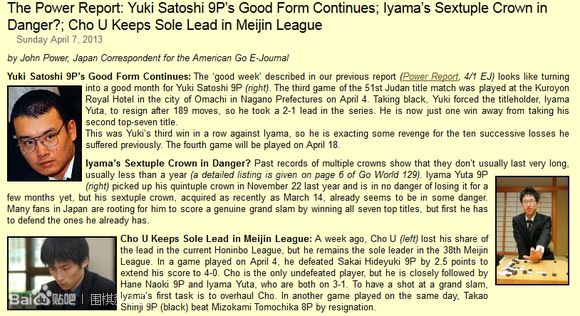 The Power Report: Yuki Satoshi 9P's Good Form Continues; Iyama's Sextuple Crown in
Danger?; Cho U Keeps Sole Lead in Meijin League
Sunday April 7, 2013
by John Power, Japan Correspondent for the American Go E-Journal
Yuki Satoshi 9P's Good Form Continues: The 'good week' described in our previous report (Power Report, 4/1 EJ) looks like turning
into a good month for Yuki Satoshi 9P (right). The third game of the 51st Judan title match was played at the Kuroyon
Royal Hotel in the city of Omachi in Nagano Prefectures on April 4. Taking black, Yuki forced the titleholder, Iyama
Yuta, to resign after 189 moves, so he took a 2-1 lead in the series. He is now just one win away from taking his
second top-seven title.
This was Yuki's third win in a row against Iyama, so he is exacting some revenge for the ten successive losses he
suffered previously. The fourth game will be played on April 18.
Iyama's Sextuple Crown in Danger? Past records of multiple crowns show that they don't usually last very long,
usually less than a year (a detailed listing is given on page 6 of Go World 129). Iyama Yuta 9P
(right) picked up his quintuple crown in November 22 last year and is in no danger of losing it for a
few months yet, but his sextuple crown, acquired as recently as March 14, already seems to be in some danger.
Many fans in Japan are rooting for him to score a genuine grand slam by winning all seven top titles, but first he has
to defend the ones he already has.
Cho U Keeps Sole Lead in Meijin League: A week ago, Cho U (left) lost his share of
the lead in the current Honinbo League, but he remains the sole leader in the 38th Meijin
League. In a game played on April 4, he defeated Sakai Hideyuki 9P by 2.5 points to
extend his score to 4-0. Cho is the only undefeated player, but he is closely followed by
Hane Naoki 9P and Iyama Yuta, who are both on 3-1. To have a shot at a grand slam,
Iyama's first task is to overhaul Cho. In another game played on the same day, Takao
Shinji 9P (black) beat Mizokami Tomochika 8P by resignation.
Bai 贴吧 | 围棋